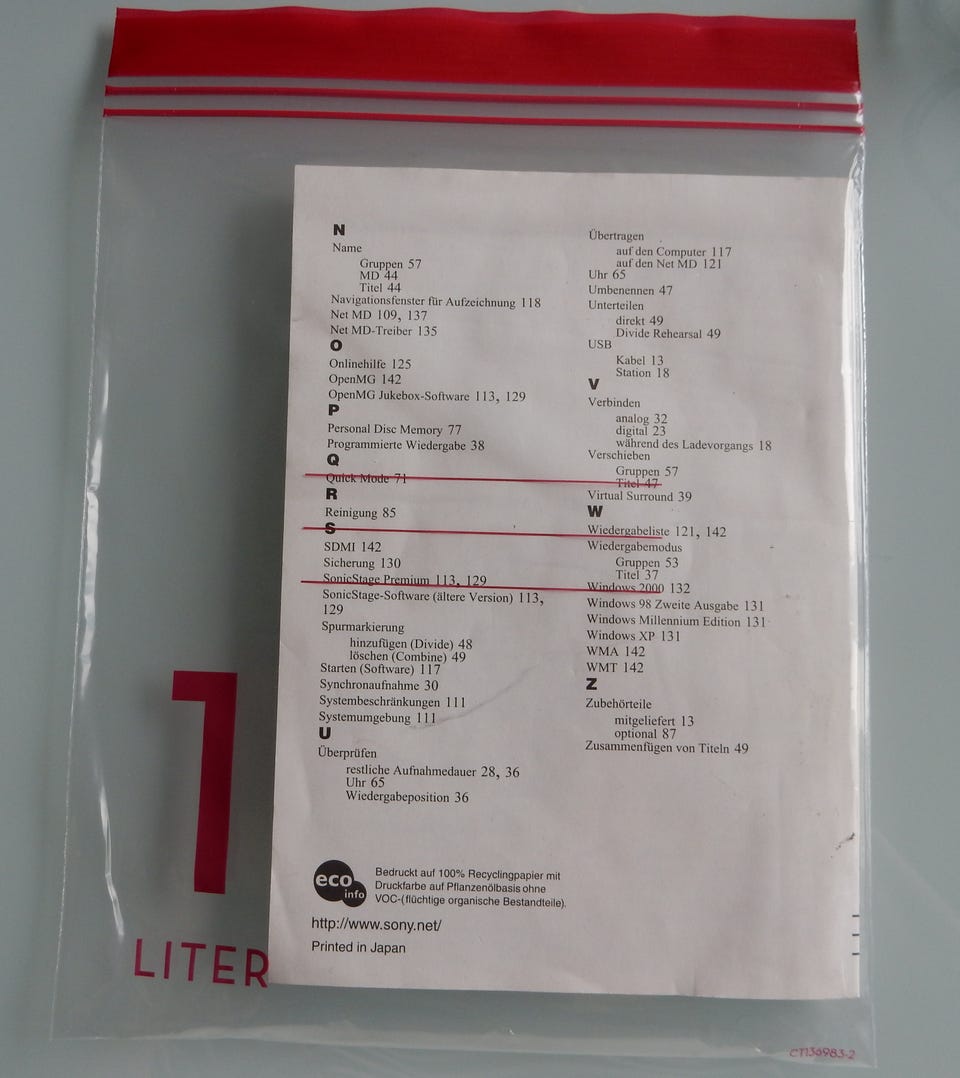 N
Name
Gruppen 57
MD 44
Titel 44
Navigationsfenster für Aufzeichnung 118
Net MD 109, 137
Net MD-Treiber 135
O
Onlinehilfe 125
OpenMG 142
OpenMG Jukebox-Software 113, 129
P
Personal Disc Memory 77
Programmierte Wiedergabe 38
Q
Quick Mode 71
R
Reinigung 85
S
SDMI 142
Sicherung 130
SonicStage Premium 113, 129
SonicStage-Software (ältere Version) 113,
129
Spurmarkierung
hinzufügen (Divide) 48
löschen (Combine) 49
Starten (Software) 117
Synchronaufnahme 30
Systembeschränkungen 111
Systemumgebung 111
U
Überprüfen
restliche Aufnahmedauer 28, 36
Uhr 65
Wiedergabeposition 36
Übertragen
auf den Computer 117
auf den Net MD 121
Uhr 65
Umbenennen 47
Unterteilen
direkt 49
Divide Rehearsal 49
USB
Kabel 13
Station 18
V
Verbinden
analog 32
digital 23
während des Ladevorgangs 18
Verschieben
Gruppen 57
Titel 47
Virtual Surround 39
W
Wiedergabeliste 121, 142
Wiedergabemodus
Gruppen 53
Titel 37
Windows 2000 132
Windows 98 Zweite Ausgabe 131
Windows Millennium Edition 131
Windows XP 131
WMA 142
WMT 142
Z
Zubehörteile
mitgeliefert 13
optional 87
Zusammenfügen von Titeln 49
eco
info
Bedruckt auf 100% Recyclingpapier mit
Druckfarbe auf Pflanzenölbasis ohne
VOC-(flüchtige organische Bestandteile).
http://www.sony.net/
Printed in Japan
1
LITER
CT136983-2